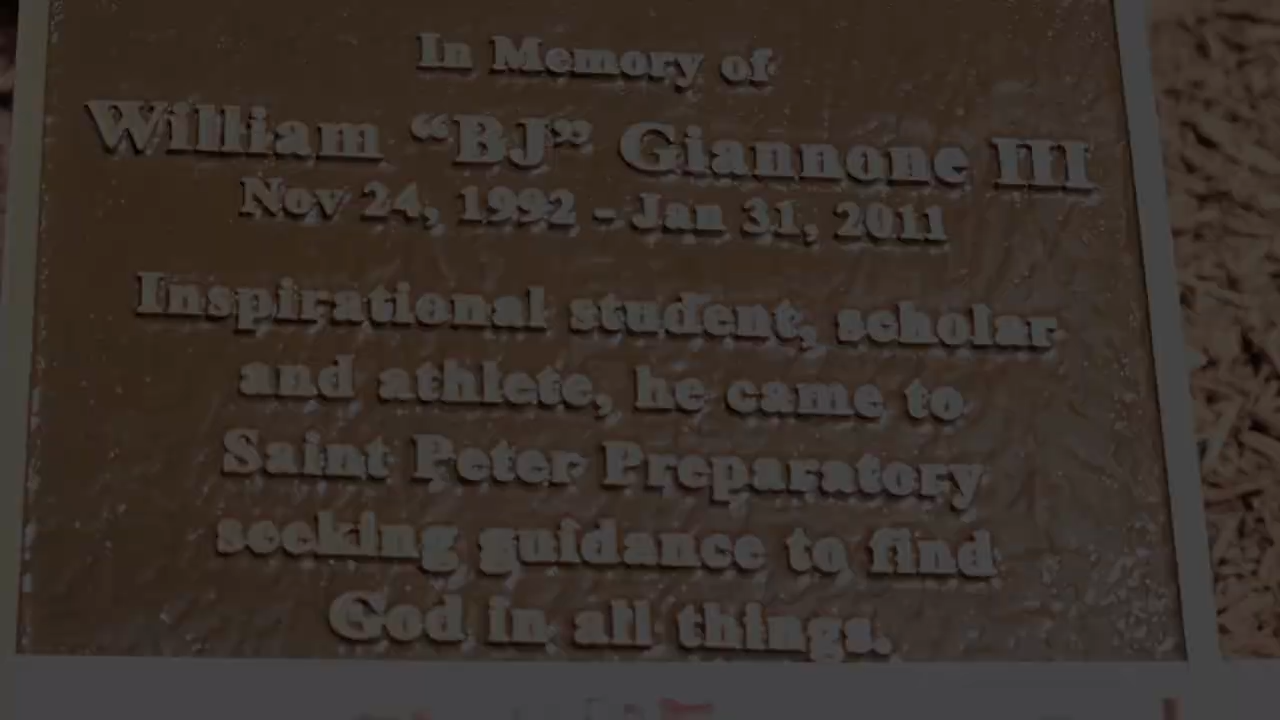 In Memory of
William “BJ” Giannone III
Nov 24, 1992 - Jan 31, 2011
Inspirational student, scholar
and athlete, he came to
Saint Peter Preparatory
seeking guidance to find
God in all things.